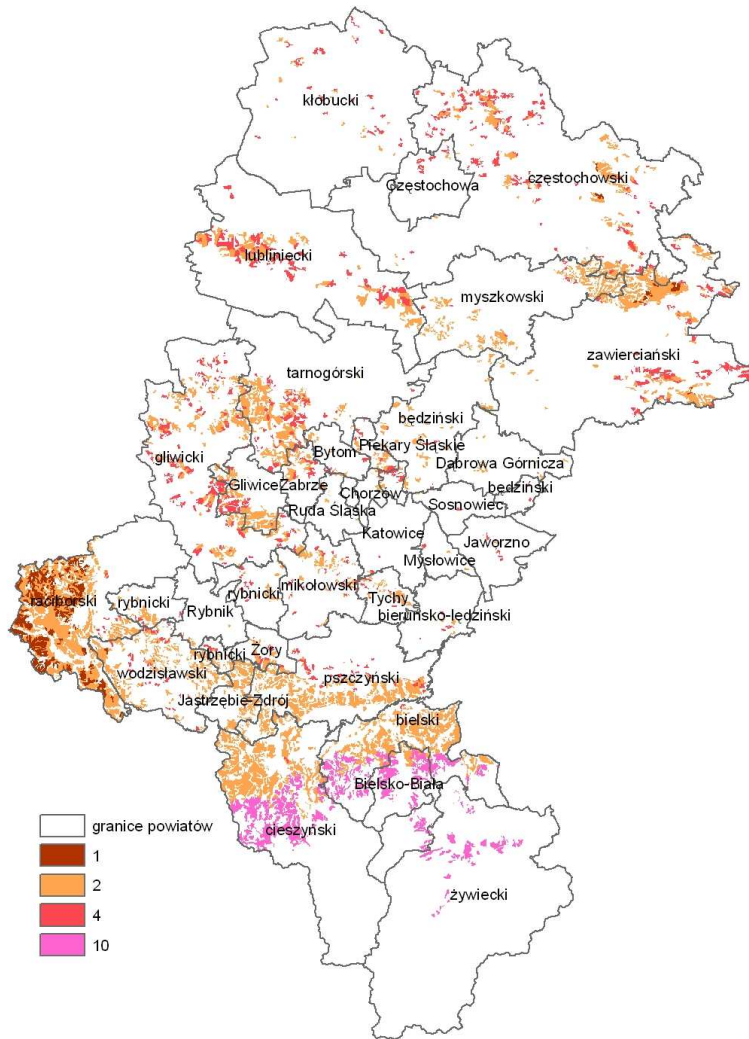 kłobucki
Częstochowa
częstochowski
lubliniecki
myszkowski
zawierciański
tarnogórski
będziński
gliwicki
Bytom
Piekary Śląskie
Dąbrowa Górnicza
Gliwice
Zabrze
Chorzów
będziński
Ruda Śląska
Sosnowiec
Katowice
Jaworzno
Mysłowice
raciborski
rybnicki
Rybnik
rybnicki
mikołowski
Tychy
bieruńsko-lędziński
rybnicki
Żory
wodzisławski
pszczyński
Jastrzębie-Zdrój
bielski
Bielsko-Biała
cieszyński
żywiecki
granice powiatów
1
2
4
10